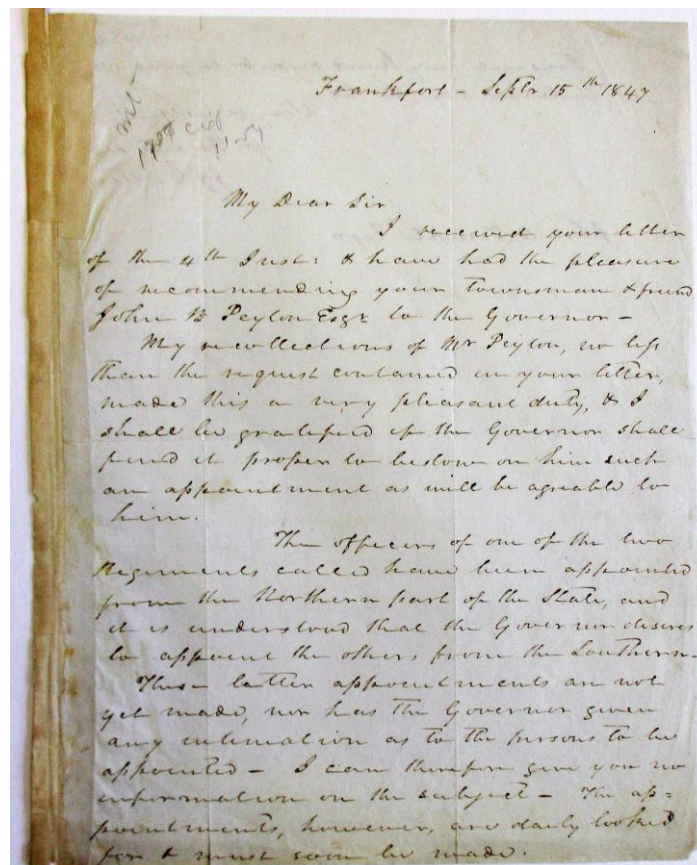 Frankfort - Septr 15th 1847
My Dear Sir
I received your letter
of the 4th Inst: & have had the pleasure
of recommending your townsman & friend
John B Peyton Esqr to the Governor -
My recollections of Mr Peyton, no less
than the request contained in your letter,
made this a very pleasant duty, & I
shall be gratified if the Governor shall
find it proper to bestow on him such
an appointment as will be agreable to
him.
The officers of one of the two
Regiments called have been appointed
from the Northern part of the State, and
it is understood that the Governor desires
to appoint the others from the Southern -
These latter appointments are not
yet made, nor has the Governor given
any intimation as to the persons to be
appointed - I can therefore give you no
information on the subject - The ap=
pointments, however, are daily looked
for & must soon be made.